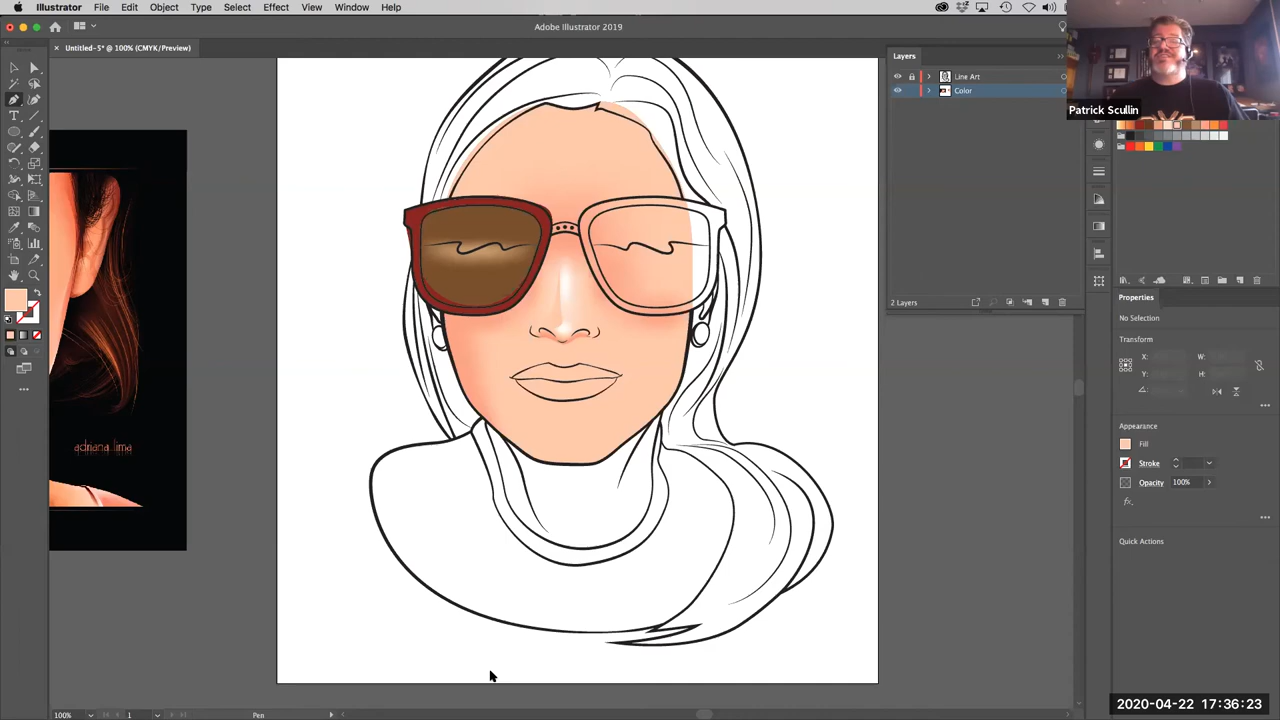 Illustrator File Edit Object Type Select Effect View Window Help
Adobe Illustrator 2019
× Untitled-5* @ 100% (CMYK/Preview)
Layers
Line Art
Color
Patrick Scullin
2 Layers
Properties
No Selection
Transform
X: W:
Y: H:
adriana lima
Appearance
Fill
Stroke
Opacity 100%
fx
Quick Actions
100% 1 Pen
2020-04-22 17:36:23